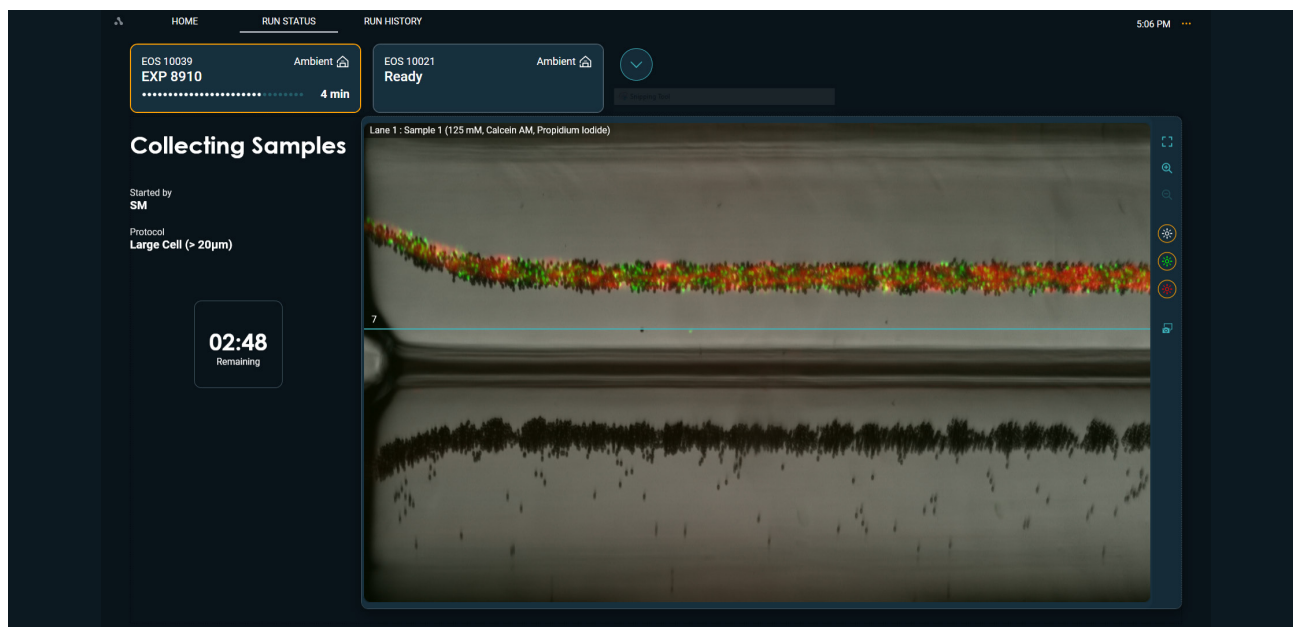 HOME
RUN STATUS
RUN HISTORY
5:06 PM
EOS 10039
Ambient
EXP 8910
4 min
EOS 10021
Ambient
Ready
Collecting Samples
Started by
SM
Protocol
Large Cell (> 20µm)
02:48
Remaining
Lane 1 : Sample 1 (125 mM, Calcein AM, Propidium Iodide)
7